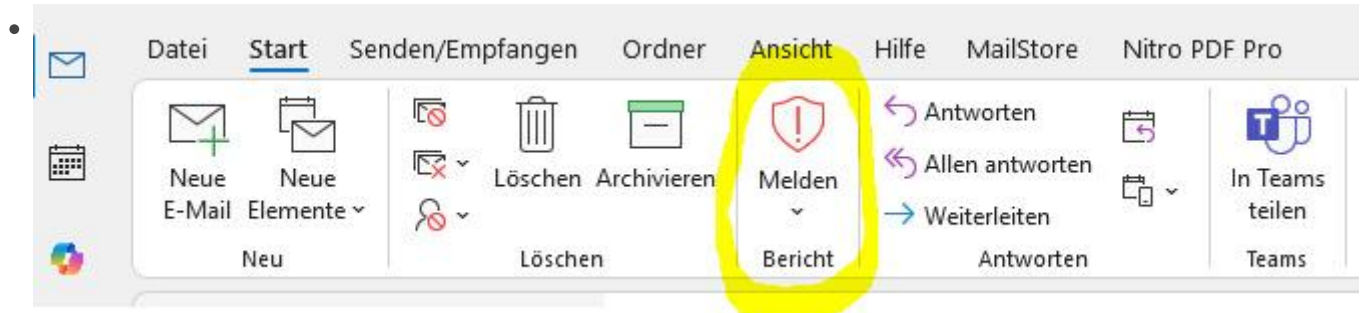 Datei Start Senden/Empfangen Ordner Ansicht Hilfe MailStore Nitro PDF Pro
Neue E-Mail
Neue Elemente
Löschen
Archivieren
Melden
Antworten
Allen antworten
Weiterleiten
In Teams teilen
Neu Löschen Bericht Antworten Teams